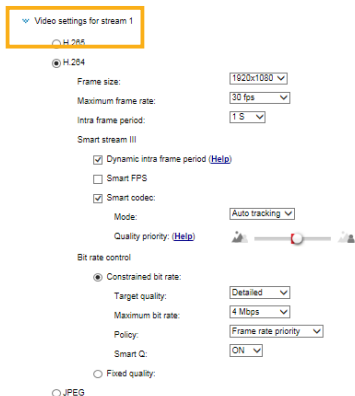 Video settings for stream 1
H.265
H.264
Frame size: 1920x1080
Maximum frame rate: 30 fps
Intra frame period: 1 S
Smart stream III
Dynamic intra frame period (Help)
Smart FPS
Smart codec:
Mode: Auto tracking
Quality priority: (Help)
Bit rate control
Constrained bit rate:
Target quality: Detailed
Maximum bit rate: 4 Mbps
Policy: Frame rate priority
Smart Q: ON
Fixed quality:
JPEG